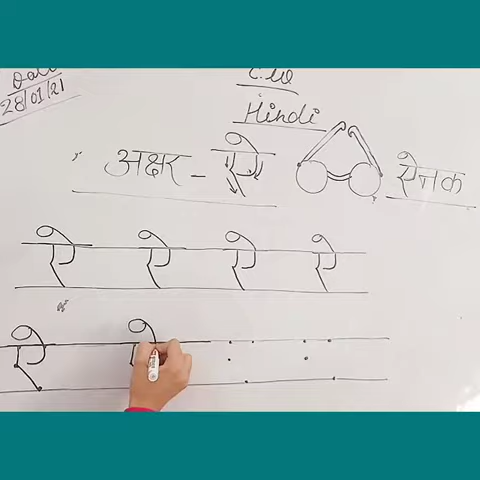 Date
28/01/21
C.W
Hindi
अक्षर - ऐ ऐनक
ऐ ऐ ऐ ऐ
ऐ